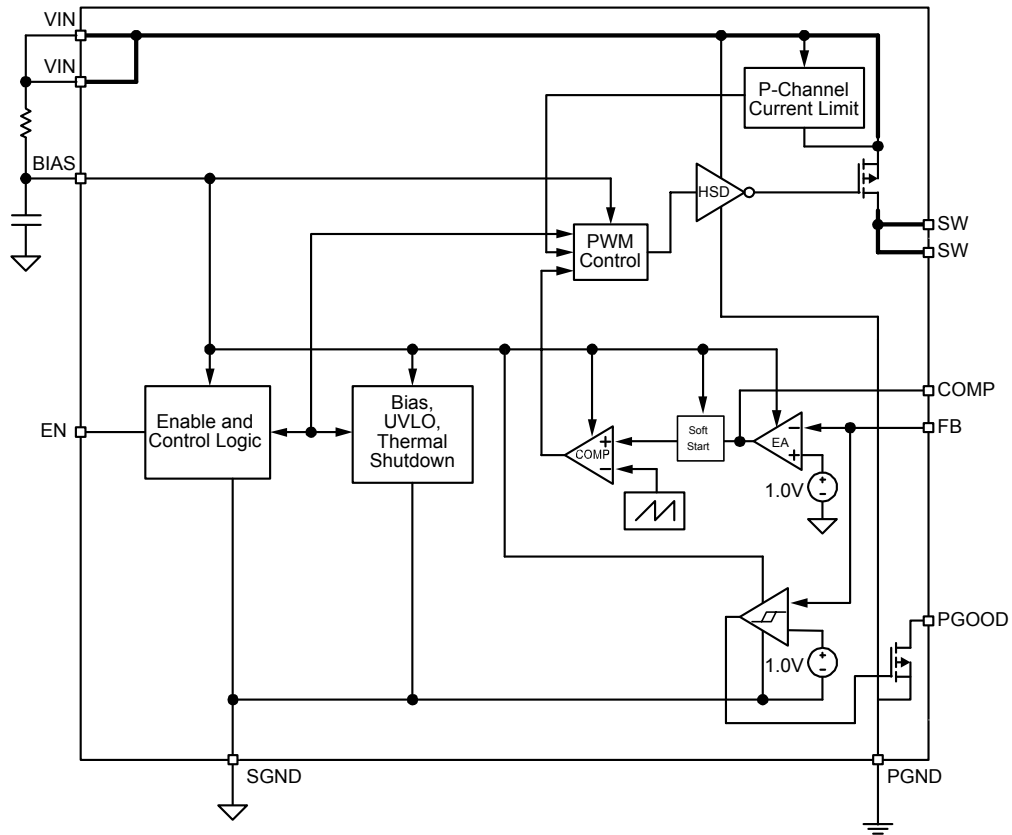 VIN
VIN
P-Channel
Current Limit
BIAS
HSD
SW
PWM
Control
SW
COMP
Enable and
Control Logic
Bias,
UVLO,
Thermal
Shutdown
EN
FB
Soft
Start
EA
COMP
+
−
−
+
1.0V
+
−
PGOOD
1.0V
+
−
SGND
PGND